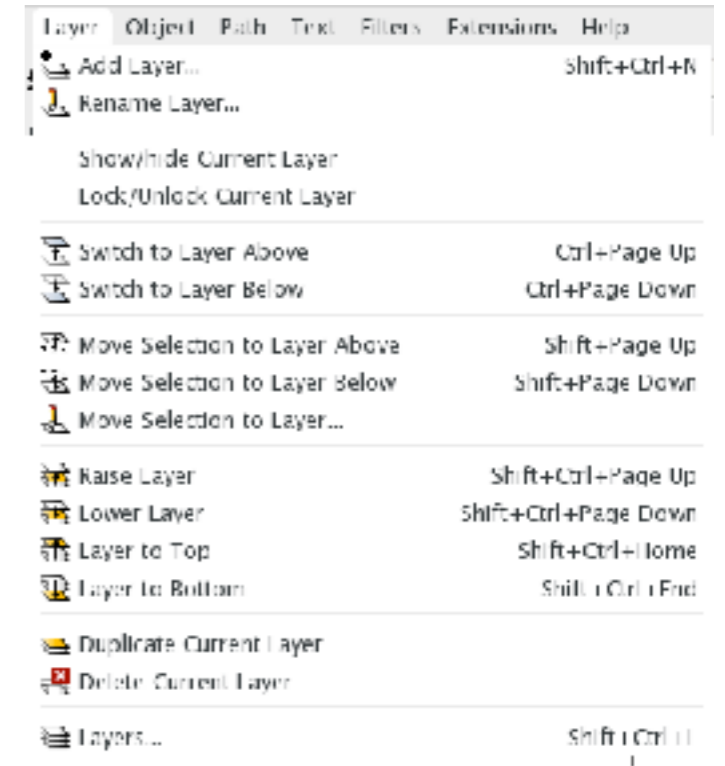 Layer Object Path Text Filters Extensions Help
Add Layer... Shift+Ctrl+N
Rename Layer...
Show/hide Current Layer
Lock/Unlock Current Layer
Switch to Layer Above Ctrl+Page Up
Switch to Layer Below Ctrl+Page Down
Move Selection to Layer Above Shift+Page Up
Move Selection to Layer Below Shift+Page Down
Move Selection to Layer...
Raise Layer Shift+Ctrl+Page Up
Lower Layer Shift+Ctrl+Page Down
Layer to Top Shift+Ctrl+Home
Layer to Bottom Shift+Ctrl+End
Duplicate Current Layer
Delete Current Layer
Layers... Shift+Ctrl+L